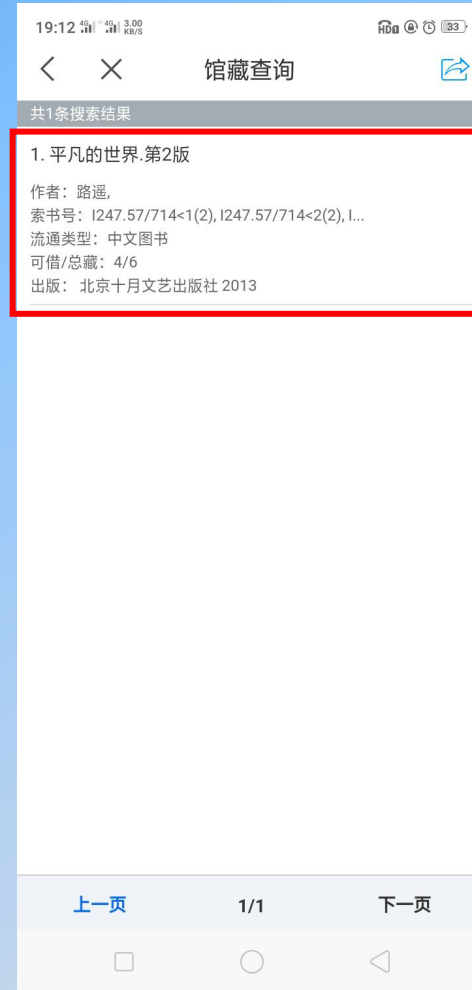 19:12 4G 4G 3.00 KB/S HD 33
馆藏查询
共1条搜索结果
1. 平凡的世界.第2版
作者：路遥,
索书号：I247.57/714<1(2), I247.57/714<2(2), I...
流通类型：中文图书
可借/总藏：4/6
出版： 北京十月文艺出版社 2013
上一页 1/1 下一页